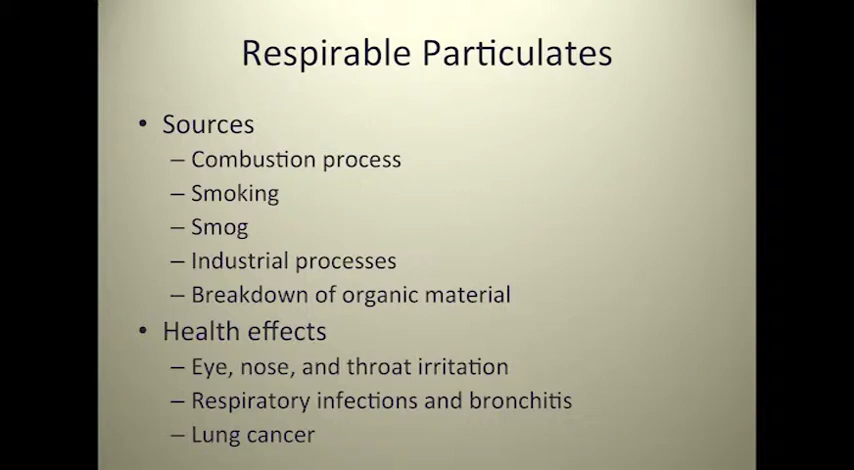 Respirable Particulates
• Sources
– Combustion process
– Smoking
– Smog
– Industrial processes
– Breakdown of organic material
• Health effects
– Eye, nose, and throat irritation
– Respiratory infections and bronchitis
– Lung cancer